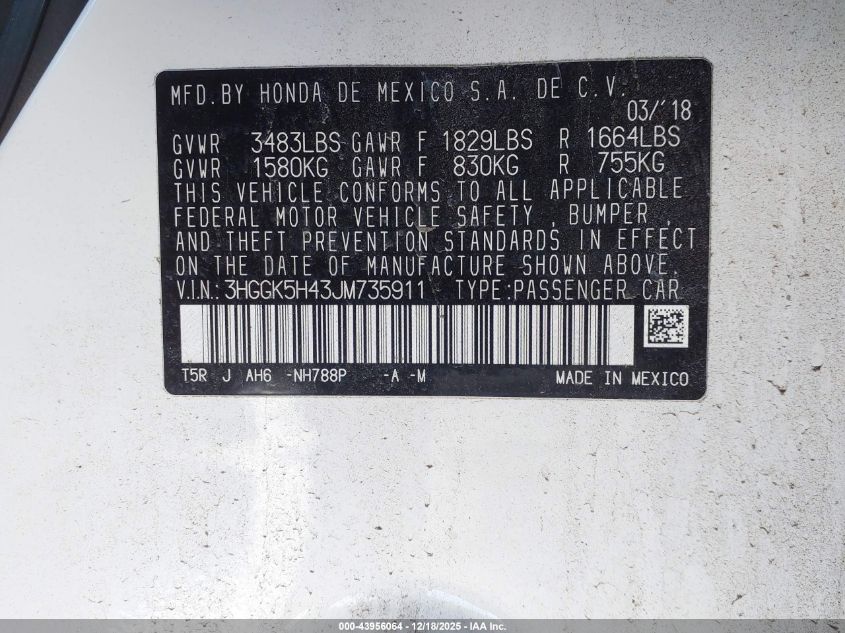 MFD. BY HONDA DE MEXICO S.A. DE C.V.
03/'18
GVWR 3483LBS GAWR F 1829LBS R 1664LBS
GVWR 1580KG GAWR F 830KG R 755KG
THIS VEHICLE CONFORMS TO ALL APPLICABLE
FEDERAL MOTOR VEHICLE SAFETY , BUMPER ,
AND THEFT PREVENTION STANDARDS IN EFFECT
ON THE DATE OF MANUFACTURE SHOWN ABOVE.
V.I.N.: 3HGGK5H43JM735911 TYPE:PASSENGER CAR
T5R J AH6 -NH788P -A -M MADE IN MEXICO
000-43956064 - 12/18/2025 - IAA Inc.